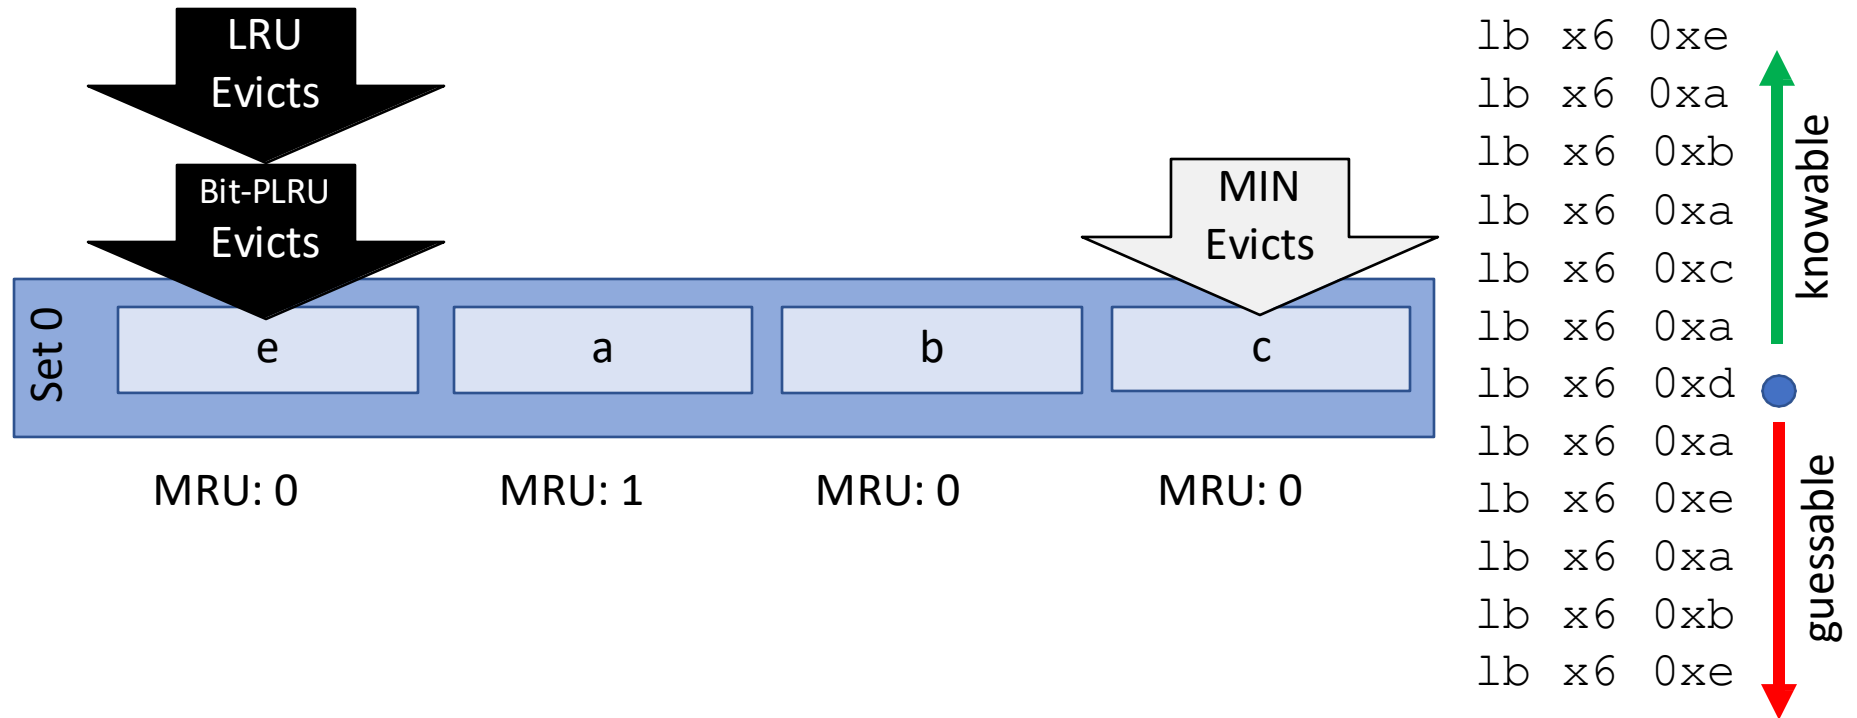 LRU
Evicts
Bit-PLRU
Evicts
MIN
Evicts
Set 0
e
a
b
c
MRU: 0
MRU: 1
MRU: 0
MRU: 0
lb x6 0xe
lb x6 0xa
lb x6 0xb
lb x6 0xa
lb x6 0xc
lb x6 0xa
lb x6 0xd
lb x6 0xa
lb x6 0xe
lb x6 0xa
lb x6 0xb
lb x6 0xe
knowable
guessable